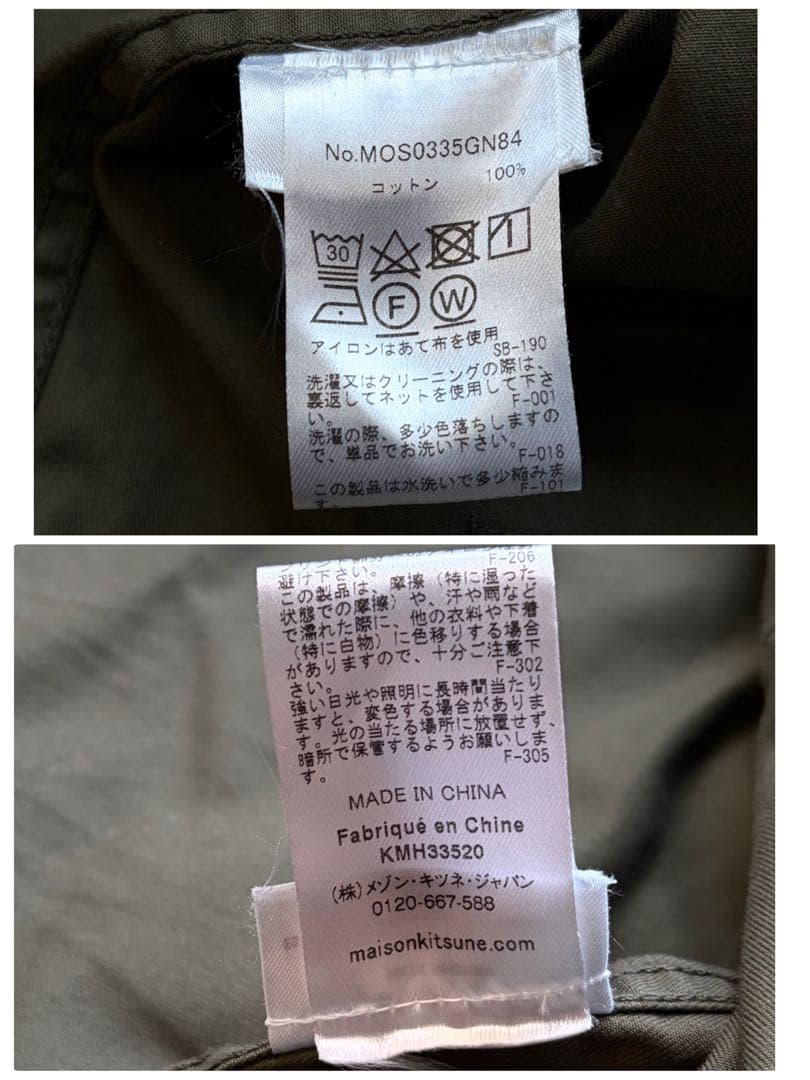 No.MOS0335GN84
コットン 100%
30
F W
アイロンはあて布を使用
SB-190
洗濯又はクリーニングの際は、
裏返してネットを使用して下さ
い。 F-001
洗濯の際、多少色落ちしますの
で、単品でお洗い下さい。
F-018
この製品は水洗いで多少縮みま
す。 F-101
F-206
避け下さい。
この製品は、摩擦（特に湿った
状態での摩擦）や、汗や雨など
で濡れた際に、他の衣料や下着
（特に白物）に色移りする場合
がありますので、十分ご注意下
さい。 F-302
強い日光や照明に長時間当たり
ますと、変色する場合がありま
す。光の当たる場所に放置せず、
暗所で保管するようお願いしま
す。 F-305
MADE IN CHINA
Fabriqué en Chine
KMH33520
（株）メゾン・キツネ・ジャパン
0120-667-588
maisonkitsune.com